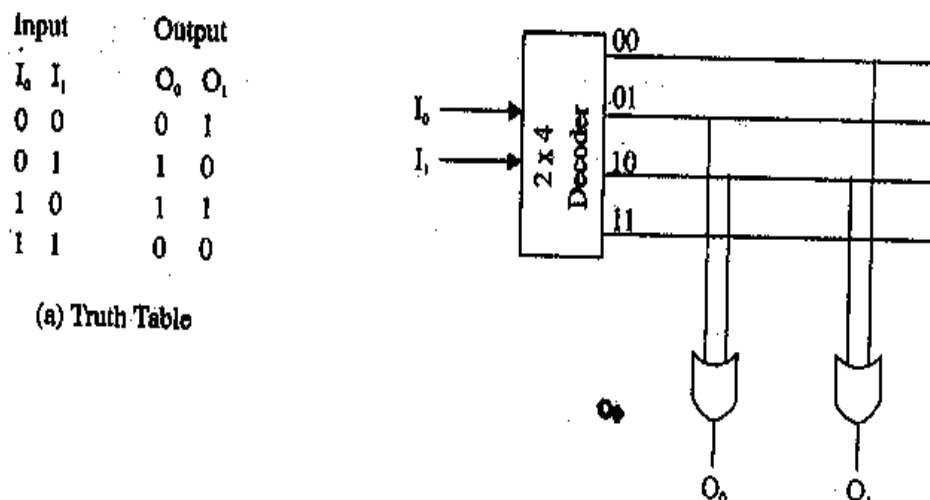 Input Output
I₀ I₁ O₀ O₁
0 0 0 1
0 1 1 0
1 0 1 1
1 1 0 0
(a) Truth Table
00
01
10
11
I₀
I₁
2 x 4
Decoder
O₀
O₁